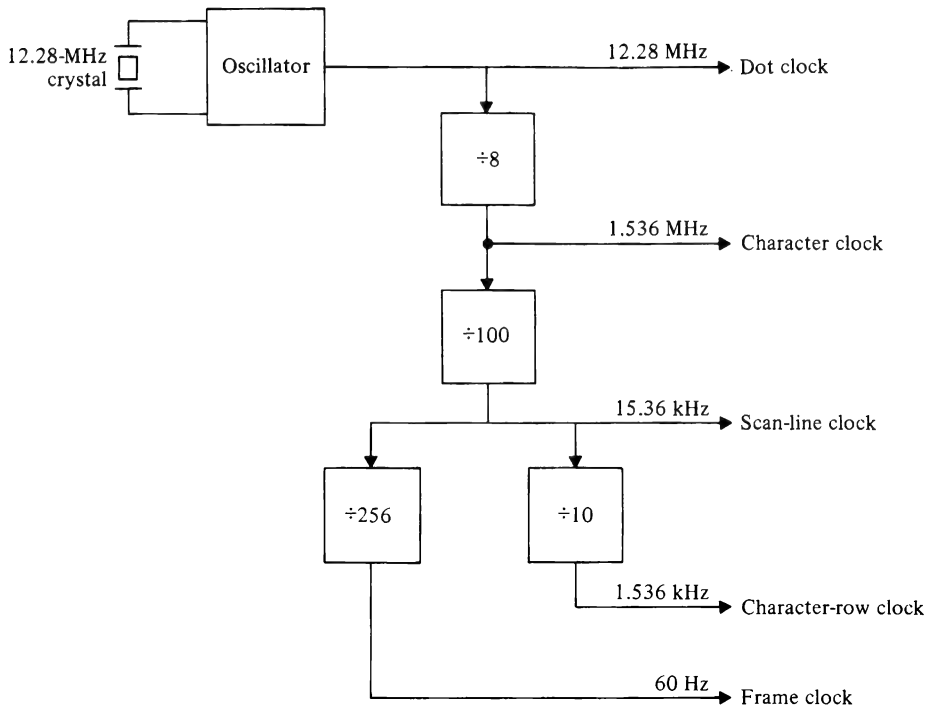 12.28-MHz
crystal
Oscillator
12.28 MHz
Dot clock
÷8
1.536 MHz
Character clock
÷100
15.36 kHz
Scan-line clock
÷256
÷10
1.536 kHz
Character-row clock
60 Hz
Frame clock